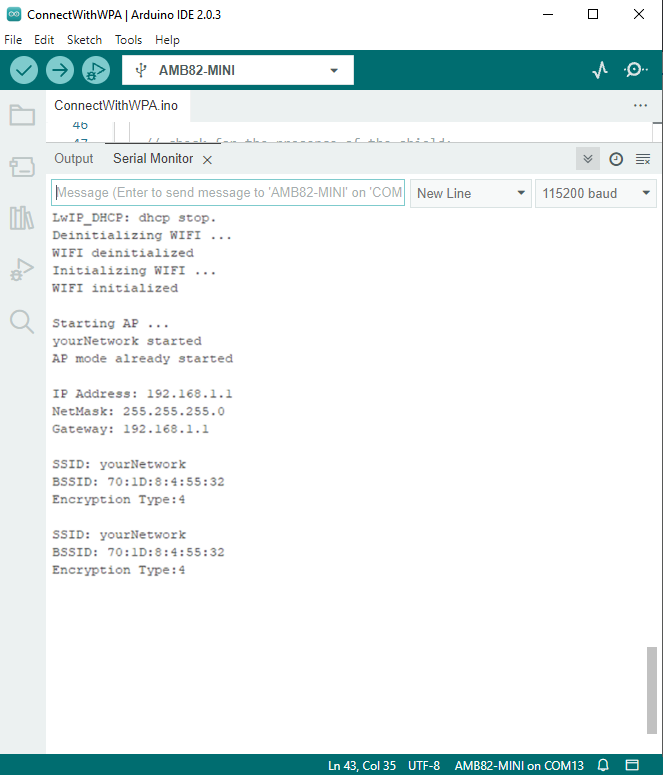 ConnectWithWPA | Arduino IDE 2.0.3
File Edit Sketch Tools Help
AMB82-MINI
ConnectWithWPA.ino
46
Output Serial Monitor
Message (Enter to send message to 'AMB82-MINI' on 'COM
New Line
115200 baud
LwIP_DHCP: dhcp stop.
Deinitializing WIFI ...
WIFI deinitialized
Initializing WIFI ...
WIFI initialized
Starting AP ...
yourNetwork started
AP mode already started
IP Address: 192.168.1.1
NetMask: 255.255.255.0
Gateway: 192.168.1.1
SSID: yourNetwork
BSSID: 70:1D:8:4:55:32
Encryption Type:4
SSID: yourNetwork
BSSID: 70:1D:8:4:55:32
Encryption Type:4
Ln 43, Col 35 UTF-8 AMB82-MINI on COM13